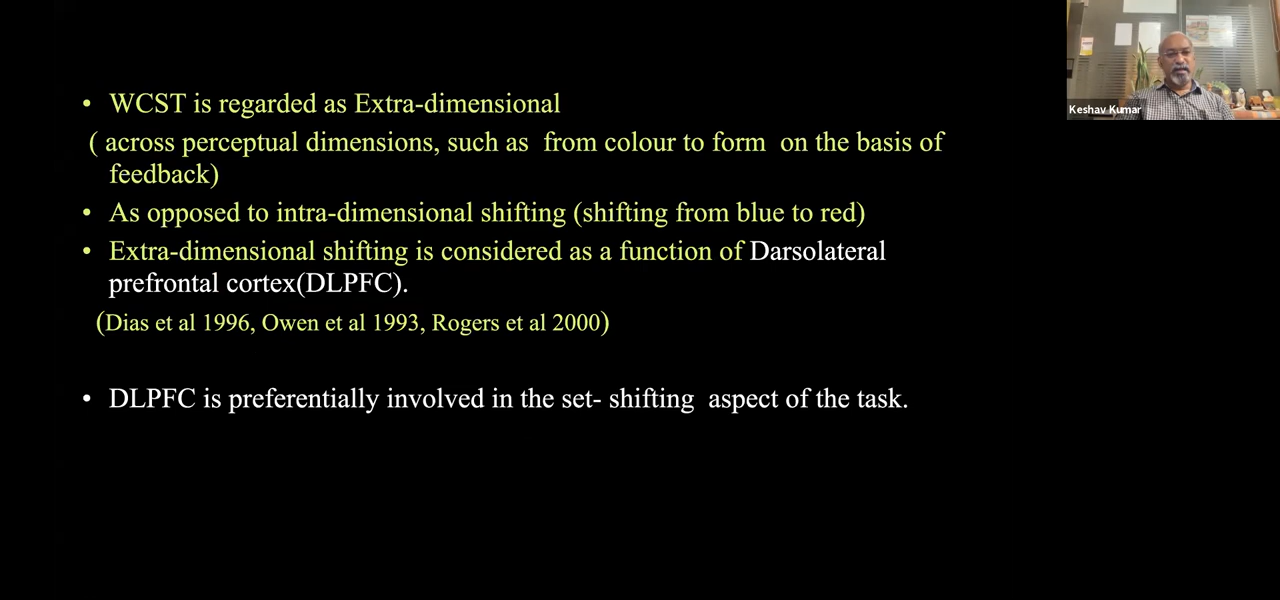 • WCST is regarded as Extra-dimensional
( across perceptual dimensions, such as from colour to form on the basis of
feedback)
• As opposed to intra-dimensional shifting (shifting from blue to red)
• Extra-dimensional shifting is considered as a function of Darsolateral
prefrontal cortex(DLPFC).
(Dias et al 1996, Owen et al 1993, Rogers et al 2000)
• DLPFC is preferentially involved in the set- shifting aspect of the task.
Keshav Kumar